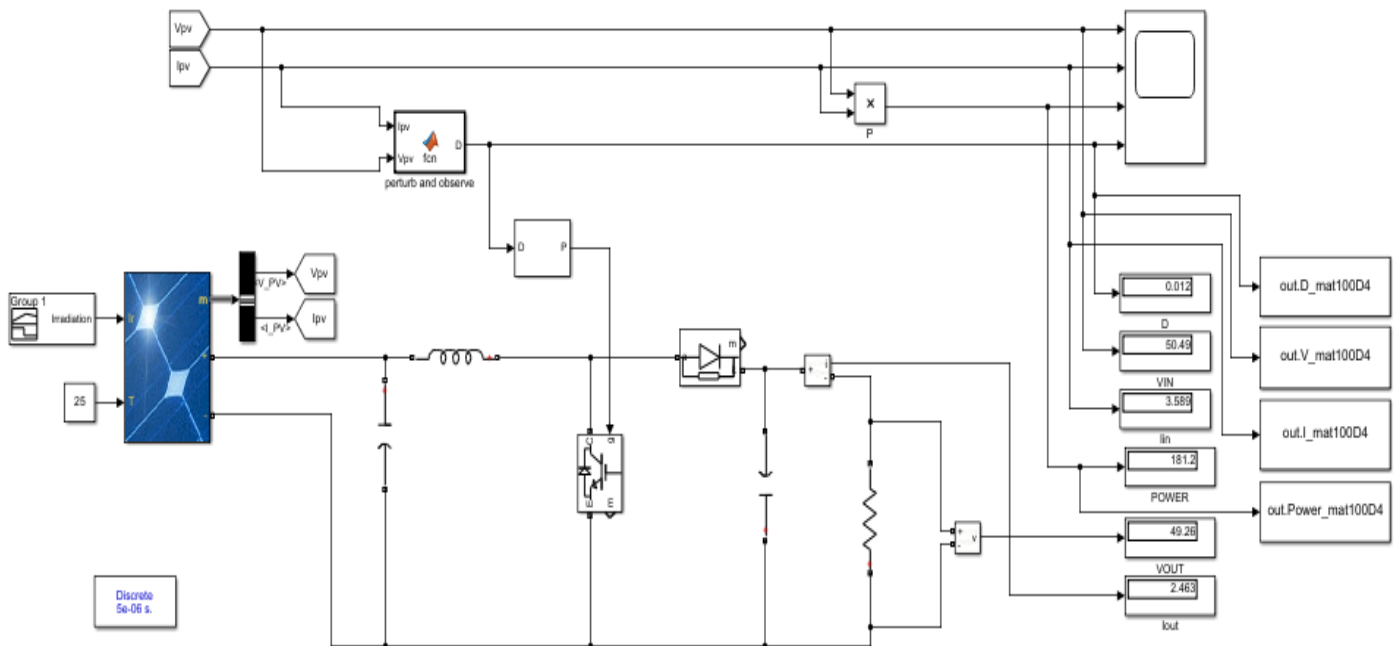 Vpv
Ipv
x
P
Ipv
Vpv
fcn
D
perturb and observe
D
P
Group 1
Irradiation
Ir
m
T
+
-
<V_PV>
<I_PV>
Vpv
Ipv
25
g
C
E
m
m
+
i
-
+
-
v
0.012
D
50.49
VIN
3.589
Iin
181.2
POWER
49.26
VOUT
2.463
Iout
out.D_mat100D4
out.V_mat100D4
out.I_mat100D4
out.Power_mat100D4
Discrete
5e-06 s.